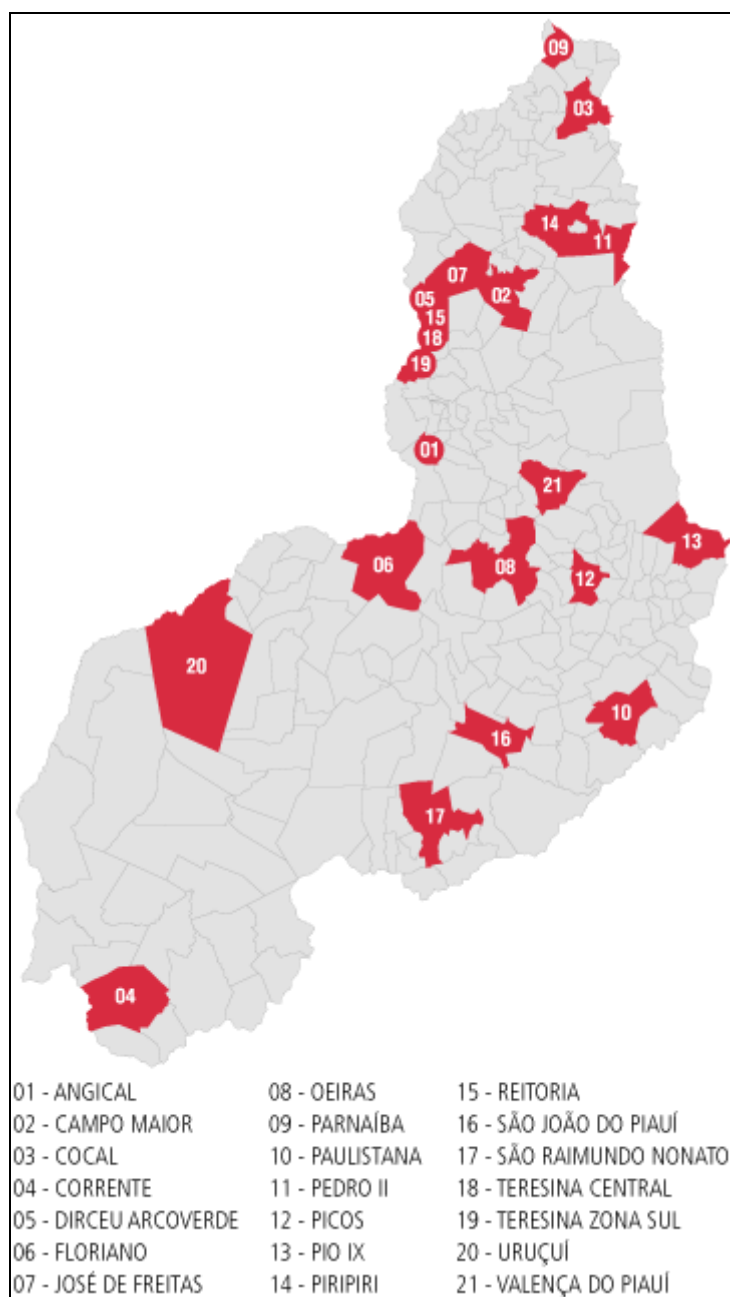 09
03
14
11
07
02
05
15
18
19
01
21
13
06
08
12
20
10
16
17
04
01 - ANGICAL
02 - CAMPO MAIOR
03 - COCAL
04 - CORRENTE
05 - DIRCEU ARCOVERDE
06 - FLORIANO
07 - JOSÉ DE FREITAS
08 - OEIRAS
09 - PARNAÍBA
10 - PAULISTANA
11 - PEDRO II
12 - PICOS
13 - PIO IX
14 - PIRIPIRI
15 - REITORIA
16 - SÃO JOÃO DO PIAUÍ
17 - SÃO RAIMUNDO NONATO
18 - TERESINA CENTRAL
19 - TERESINA ZONA SUL
20 - URUÇUÍ
21 - VALENÇA DO PIAUÍ